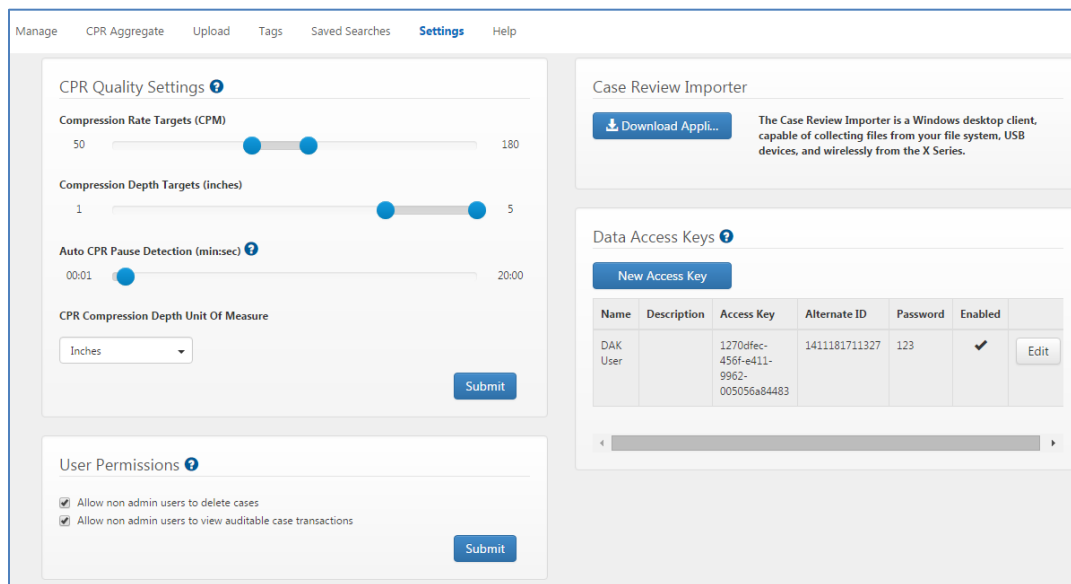 Manage CPR Aggregate Upload Tags Saved Searches Settings Help
CPR Quality Settings ?
Compression Rate Targets (CPM)
50 180
Compression Depth Targets (inches)
1 5
Auto CPR Pause Detection (min:sec) ?
00:01 20:00
CPR Compression Depth Unit Of Measure
Inches
Submit
User Permissions ?
Allow non admin users to delete cases
Allow non admin users to view auditable case transactions
Submit
Case Review Importer
Download Appli...
The Case Review Importer is a Windows desktop client,
capable of collecting files from your file system, USB
devices, and wirelessly from the X Series.
Data Access Keys ?
New Access Key
Name Description Access Key Alternate ID Password Enabled
DAK 1270dfec- 1411181711327 123 Edit
User 456f-e411-
9962-
005056a84483